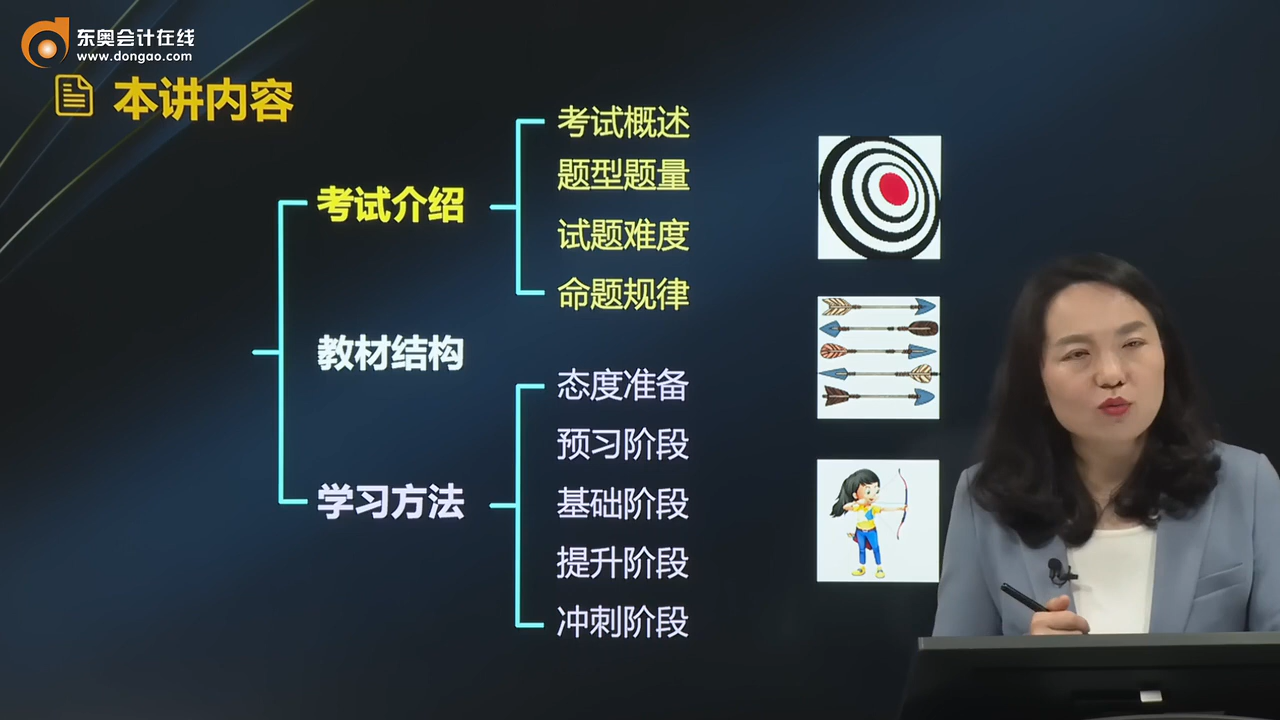 东奥会计在线
www.dongao.com
本讲内容
考试介绍
考试概述
题型题量
试题难度
命题规律
教材结构
学习方法
态度准备
预习阶段
基础阶段
提升阶段
冲刺阶段